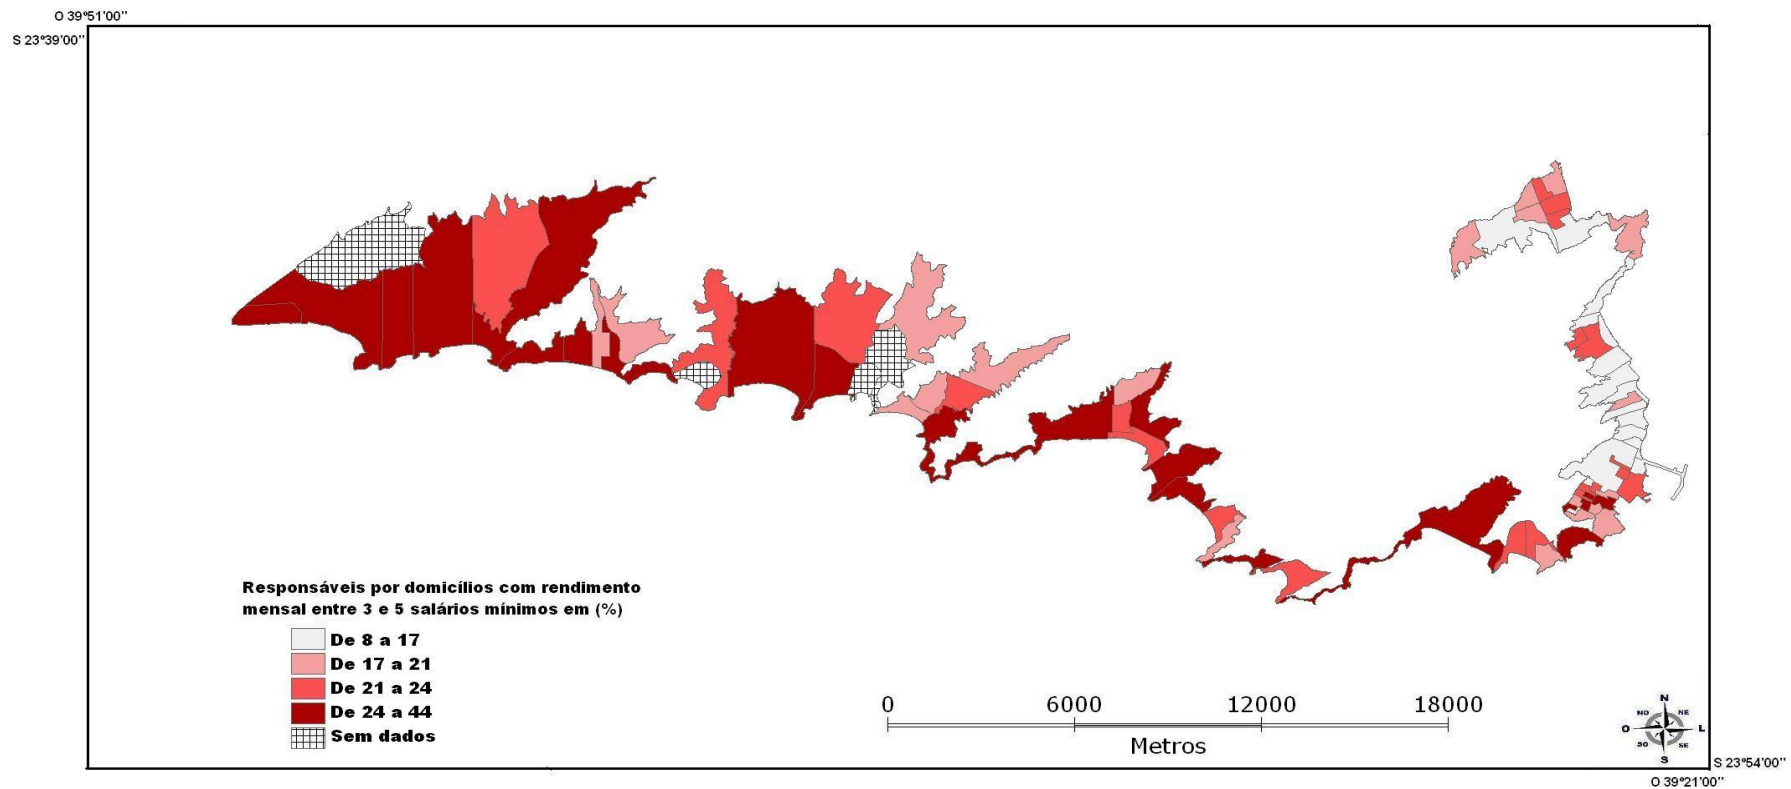 O 39°51'00''
S 23°39'00''
Responsáveis por domicílios com rendimento
mensal entre 3 e 5 salários mínimos em (%)
De 8 a 17
De 17 a 21
De 21 a 24
De 24 a 44
Sem dados
0 6000 12000 18000
Metros
N
NO NE
O L
SO SE
S
S 23°54'00''
O 39°21'00''